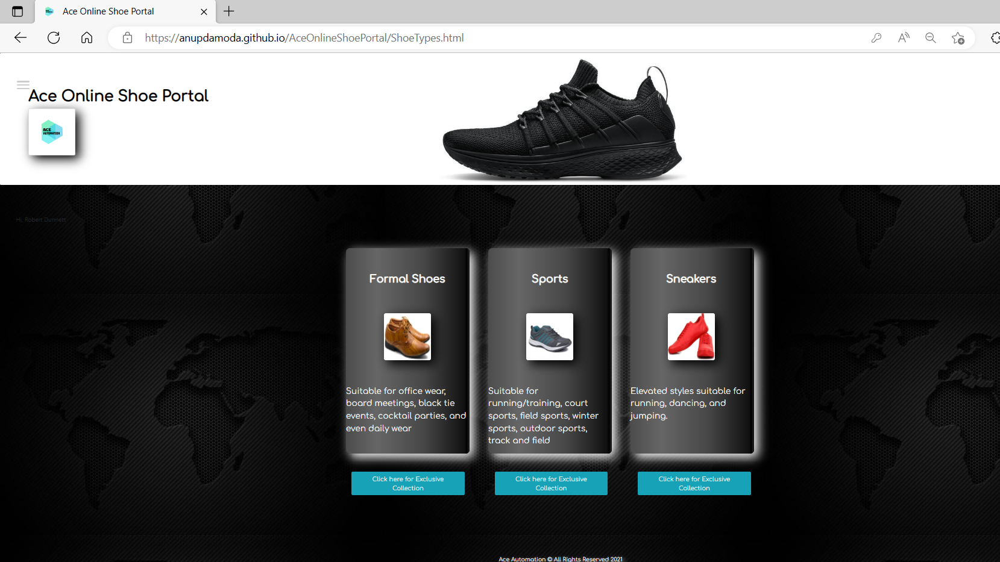 Ace Online Shoe Portal
https://anupdamoda.github.io/AceOnlineShoePortal/ShoeTypes.html
Ace Online Shoe Portal
ACE
AUTOMATION
Hi, Robert Dunnett
Formal Shoes
Suitable for office wear,
board meetings, black tie
events, cocktail parties, and
even daily wear
Click here for Exclusive
Collection
Sports
Suitable for
running/training, court
sports, field sports, winter
sports, outdoor sports,
track and field
Click here for Exclusive
Collection
Sneakers
Elevated styles suitable for
running, dancing, and
jumping.
Click here for Exclusive
Collection
Ace Automation © All Rights Reserved 2021